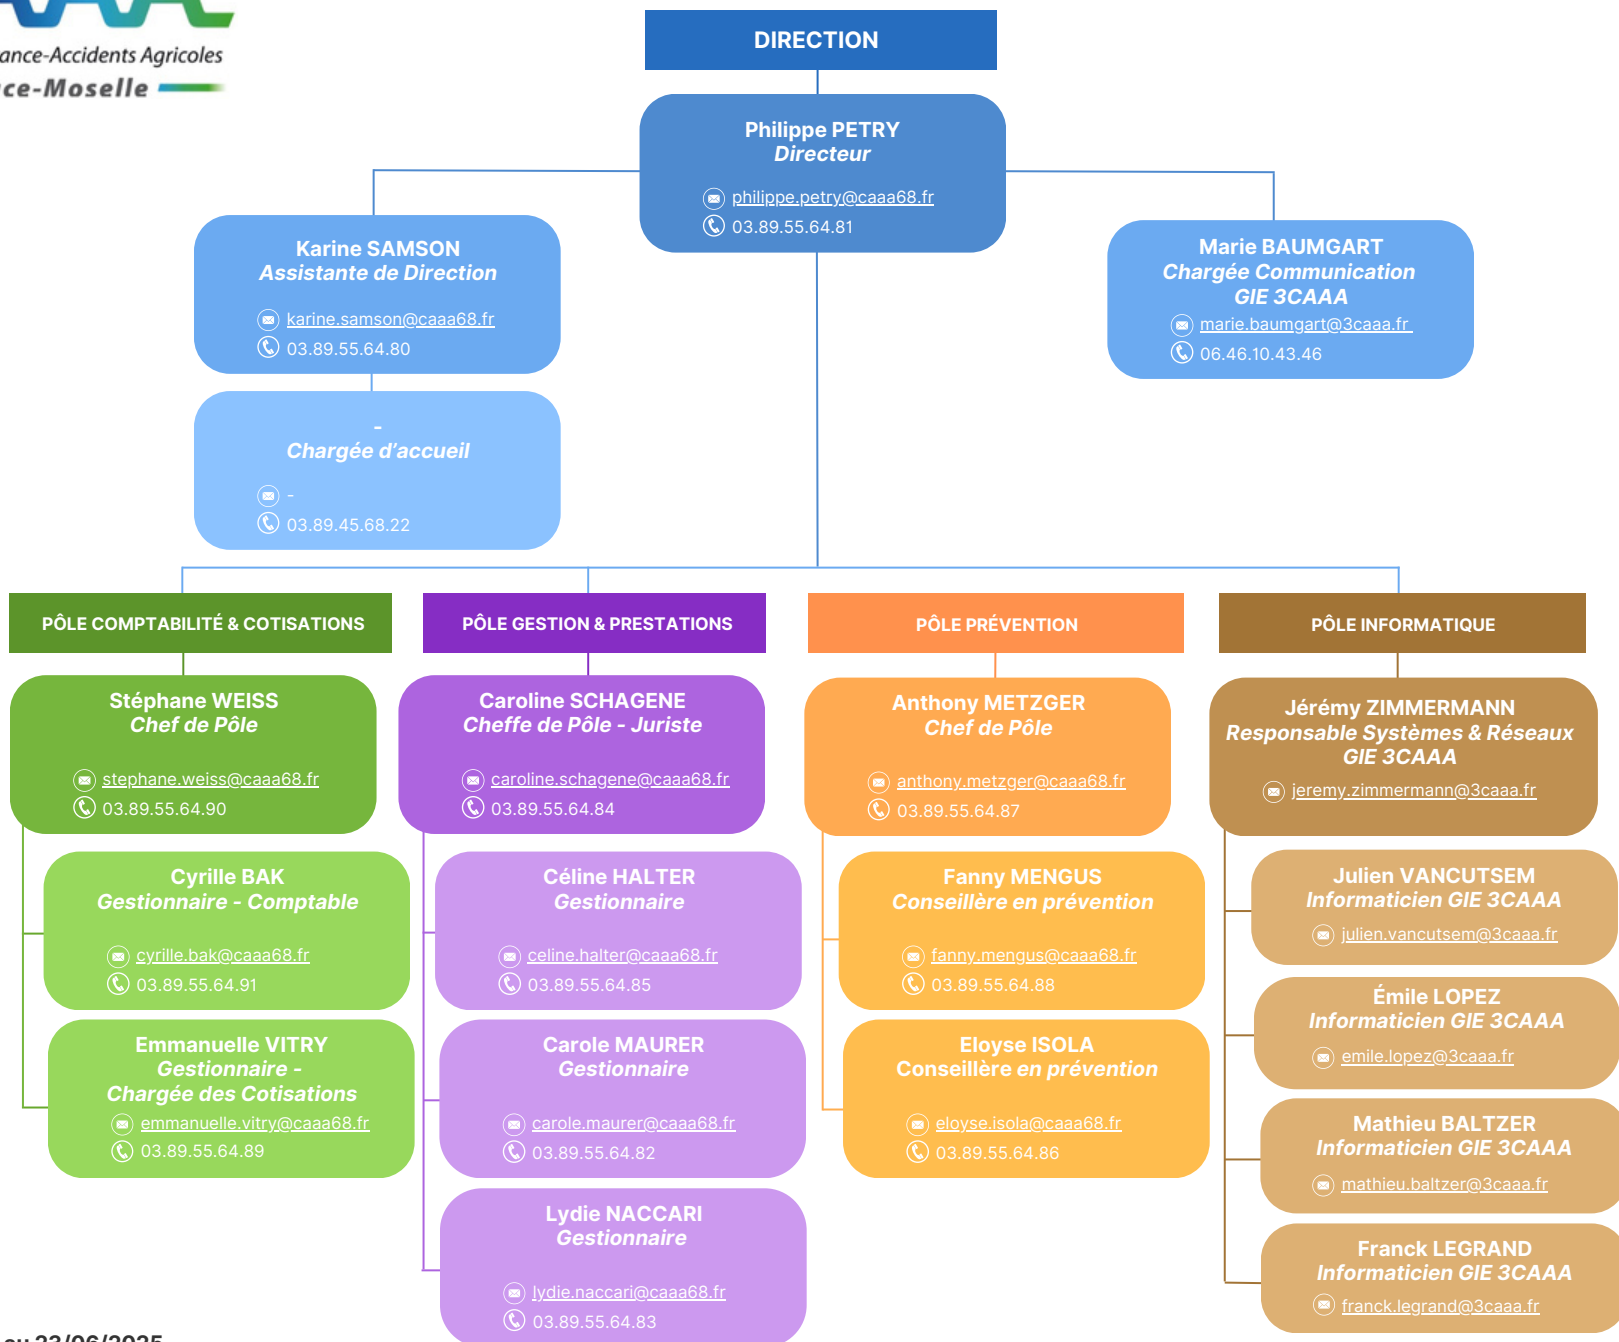 Accidents Agricoles
DIRECTION
Philippe PETRY
Directeur
philippe.petry@caaa68.fr
03.89.55.64.81
Karine SAMSON
Assistante de Direction
karine.samson@caaa68.fr
03.89.55.64.80
Marie BAUMGART
Chargée Communication
GIE 3CAAA
marie.baumgart@3caaa.fr
06.46.10.43.46
-
Chargée d’accueil
-
03.89.45.68.22
PÔLE COMPTABILITÉ & COTISATIONS
Stéphane WEISS
Chef de Pôle
stephane.weiss@caaa68.fr
03.89.55.64.90
Cyrille BAK
Gestionnaire - Comptable
cyrille.bak@caaa68.fr
03.89.55.64.91
Emmanuelle VITRY
Gestionnaire -
Chargée des Cotisations
emmanuelle.vitry@caaa68.fr
03.89.55.64.89
PÔLE GESTION & PRESTATIONS
Caroline SCHAGENE
Cheffe de Pôle - Juriste
caroline.schagene@caaa68.fr
03.89.55.64.84
Céline HALTER
Gestionnaire
celine.halter@caaa68.fr
03.89.55.64.85
Carole MAURER
Gestionnaire
carole.maurer@caaa68.fr
03.89.55.64.82
Lydie NACCARI
Gestionnaire
lydie.naccari@caaa68.fr
03.89.55.64.83
PÔLE PRÉVENTION
Anthony METZGER
Chef de Pôle
anthony.metzger@caaa68.fr
03.89.55.64.87
Fanny MENGUS
Conseillère en prévention
fanny.mengus@caaa68.fr
03.89.55.64.88
Eloyse ISOLA
Conseillère en prévention
eloyse.isola@caaa68.fr
03.89.55.64.86
PÔLE INFORMATIQUE
Jérémy ZIMMERMANN
Responsable Systèmes & Réseaux
GIE 3CAAA
jeremy.zimmermann@3caaa.fr
Julien VANCUTSEM
Informaticien GIE 3CAAA
julien.vancutsem@3caaa.fr
Émile LOPEZ
Informaticien GIE 3CAAA
emile.lopez@3caaa.fr
Mathieu BALTZER
Informaticien GIE 3CAAA
mathieu.baltzer@3caaa.fr
Franck LEGRAND
Informaticien GIE 3CAAA
franck.legrand@3caaa.fr
au 23/06/2025